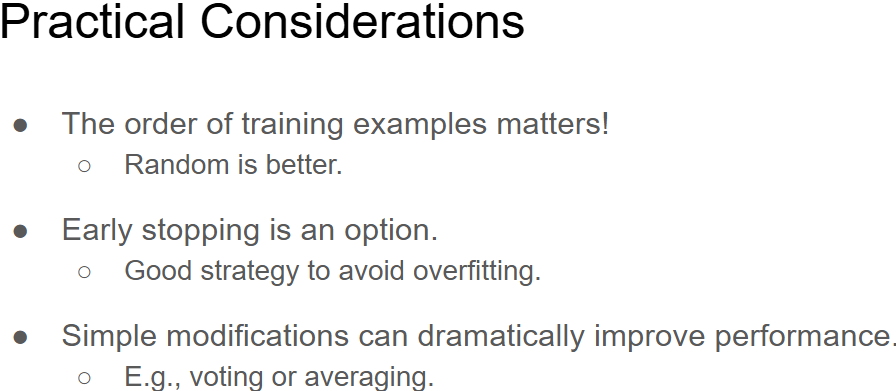 Practical Considerations
● The order of training examples matters!
○ Random is better.
● Early stopping is an option.
○ Good strategy to avoid overfitting.
● Simple modifications can dramatically improve performance.
○ E.g., voting or averaging.